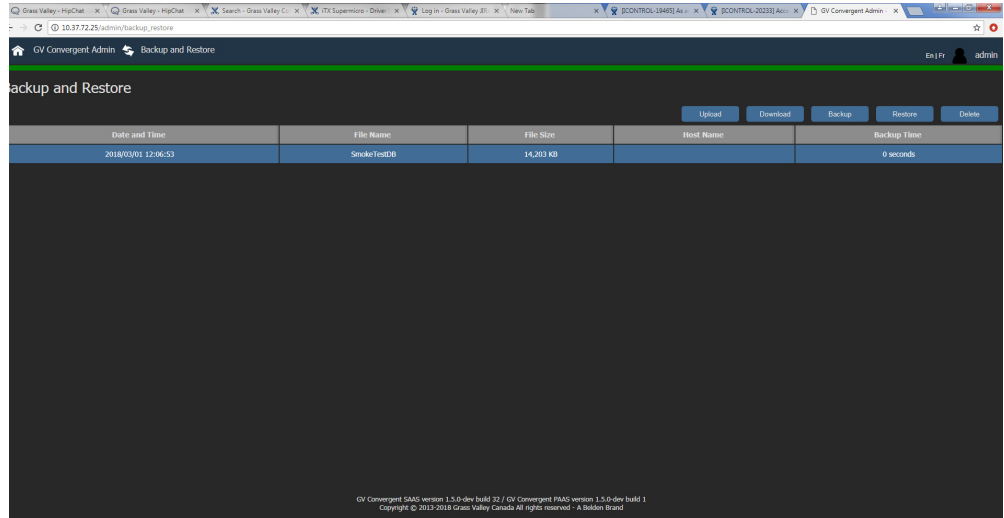 Grass Valley - HipChat
Grass Valley - HipChat
Search - Grass Valley Co
iTX Supermicro - Driver
Log in - Grass Valley JIR
New Tab
[ICONTROL-19465] As a
[ICONTROL-20233] Acco
GV Convergent Admin -
10.37.72.25/admin/backup_restore
GV Convergent Admin Backup and Restore
En | Fr admin
Backup and Restore
Upload Download Backup Restore Delete
Date and Time File Name File Size Host Name Backup Time
2018/03/01 12:06:53 SmokeTestDB 14,203 KB 0 seconds
GV Convergent SAAS version 1.5.0-dev build 32 / GV Convergent PAAS version 1.5.0-dev build 1
Copyright © 2013-2018 Grass Valley Canada All rights reserved - A Belden Brand